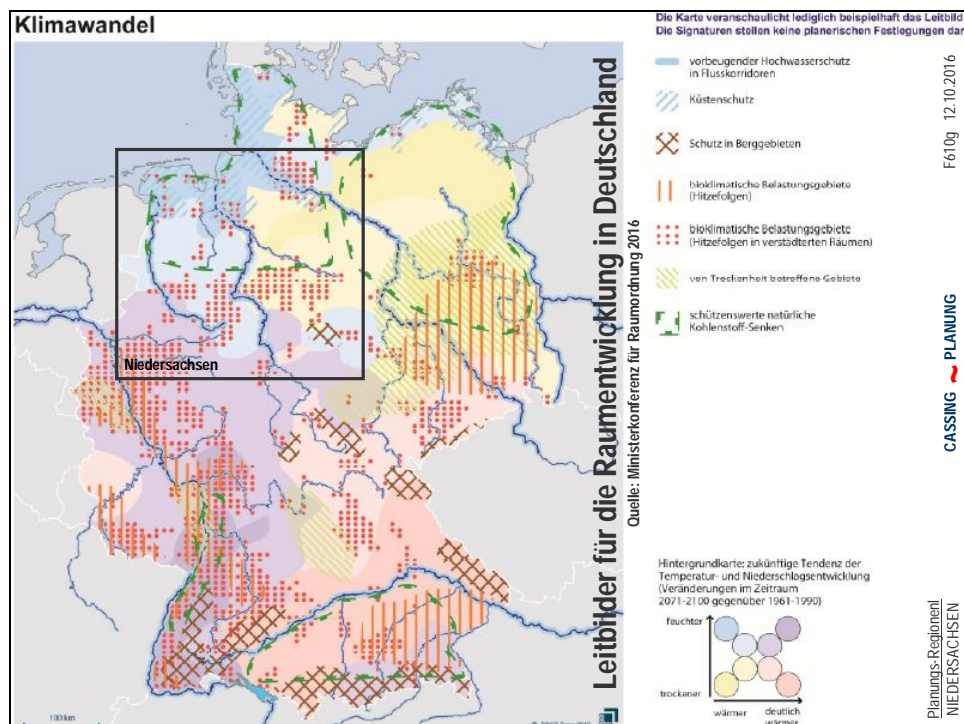 Klimawandel
Niedersachsen
100 km
Leitbilder für die Raumentwicklung in Deutschland
Quelle: Ministerkonferenz für Raumordnung 2016
Die Karte veranschaulicht lediglich beispielhaft das Leitbild
Die Signaturen stellen keine planerischen Festlegungen dar
vorbeugender Hochwasserschutz
in Flusskorridoren
Küstenschutz
Schutz in Berggebieten
bioklimatische Belastungsgebiete
(Hitzefolgen)
bioklimatische Belastungsgebiete
(Hitzefolgen in verstädterten Räumen)
von Trockenheit betroffene Gebiete
schützenswerte natürliche
Kohlenstoff-Senken
Hintergrundkarte: zukünftige Tendenz der
Temperatur- und Niederschlagsentwicklung
(Veränderungen im Zeitraum
2071-2100 gegenüber 1961-1990)
feuchter
trockener
wärmer
deutlich
wärmer
F610g 12.10.2016
CASSING ~ PLANUNG
Planungs-Regionenl
NIEDERSACHSEN